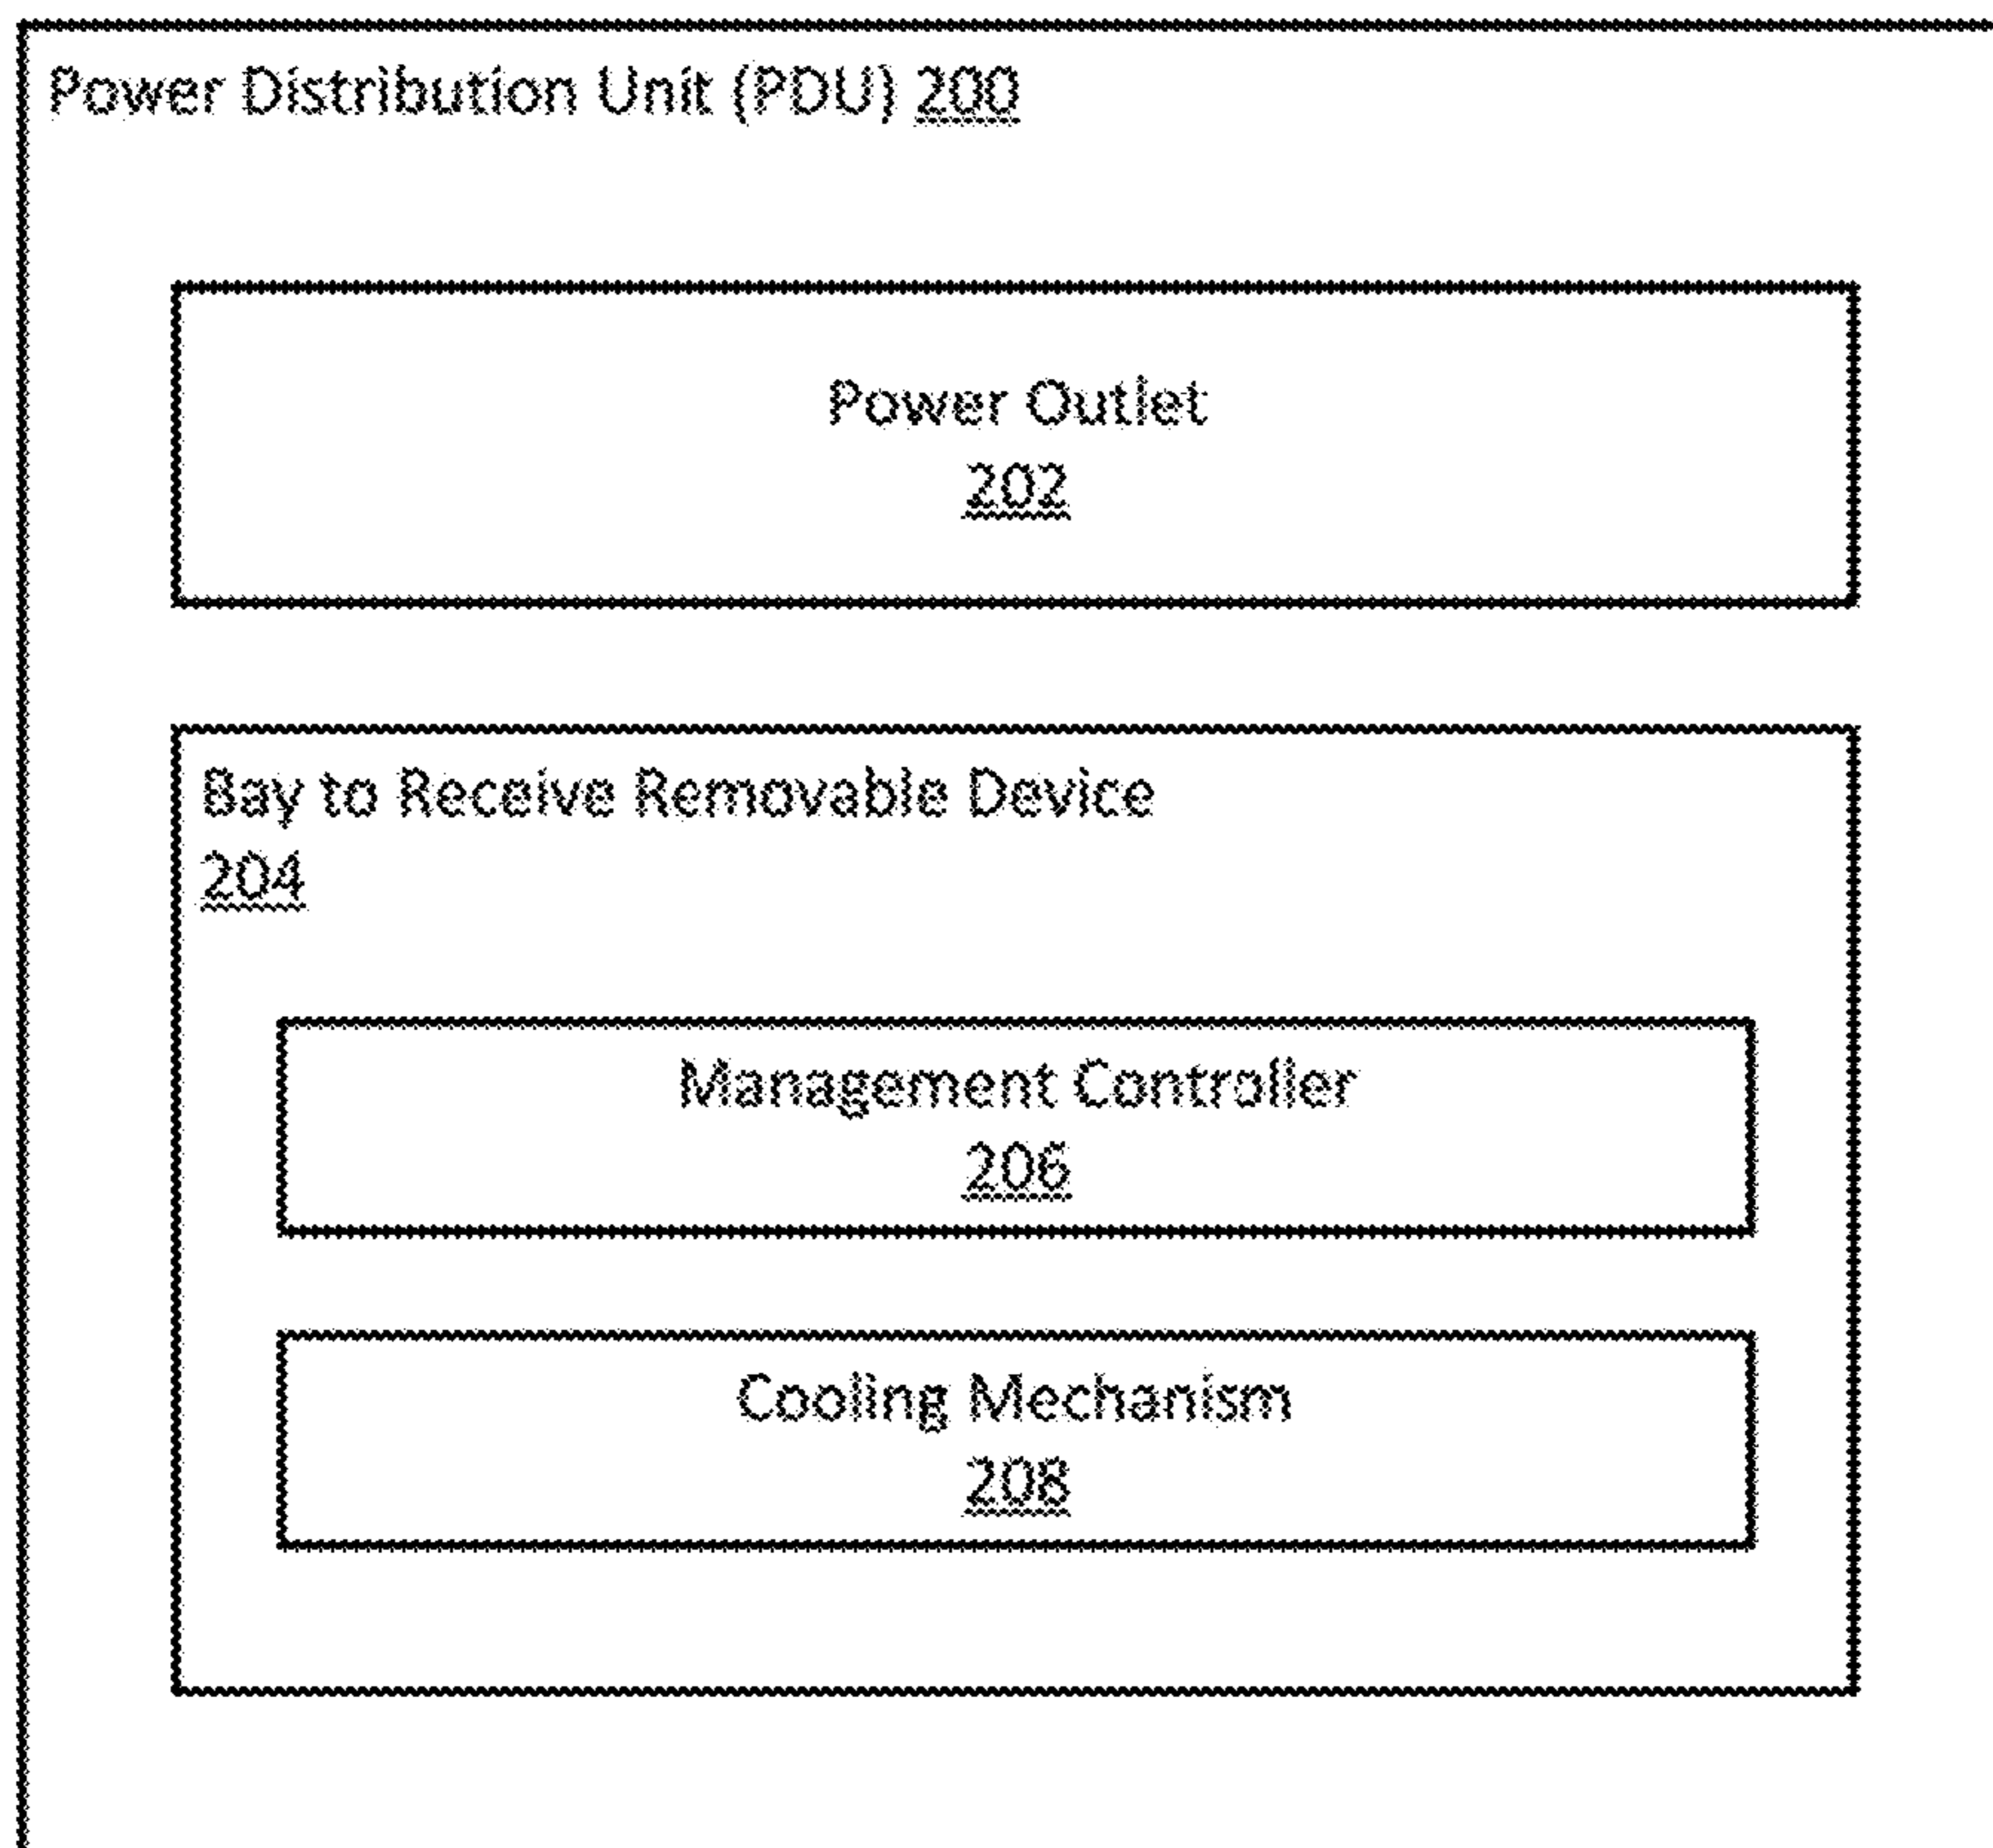 Power Distribution Unit (PDU) 200
Power Outlet
202
Bay to Receive Removable Device
204
Management Controller
206
Cooling Mechanism
208